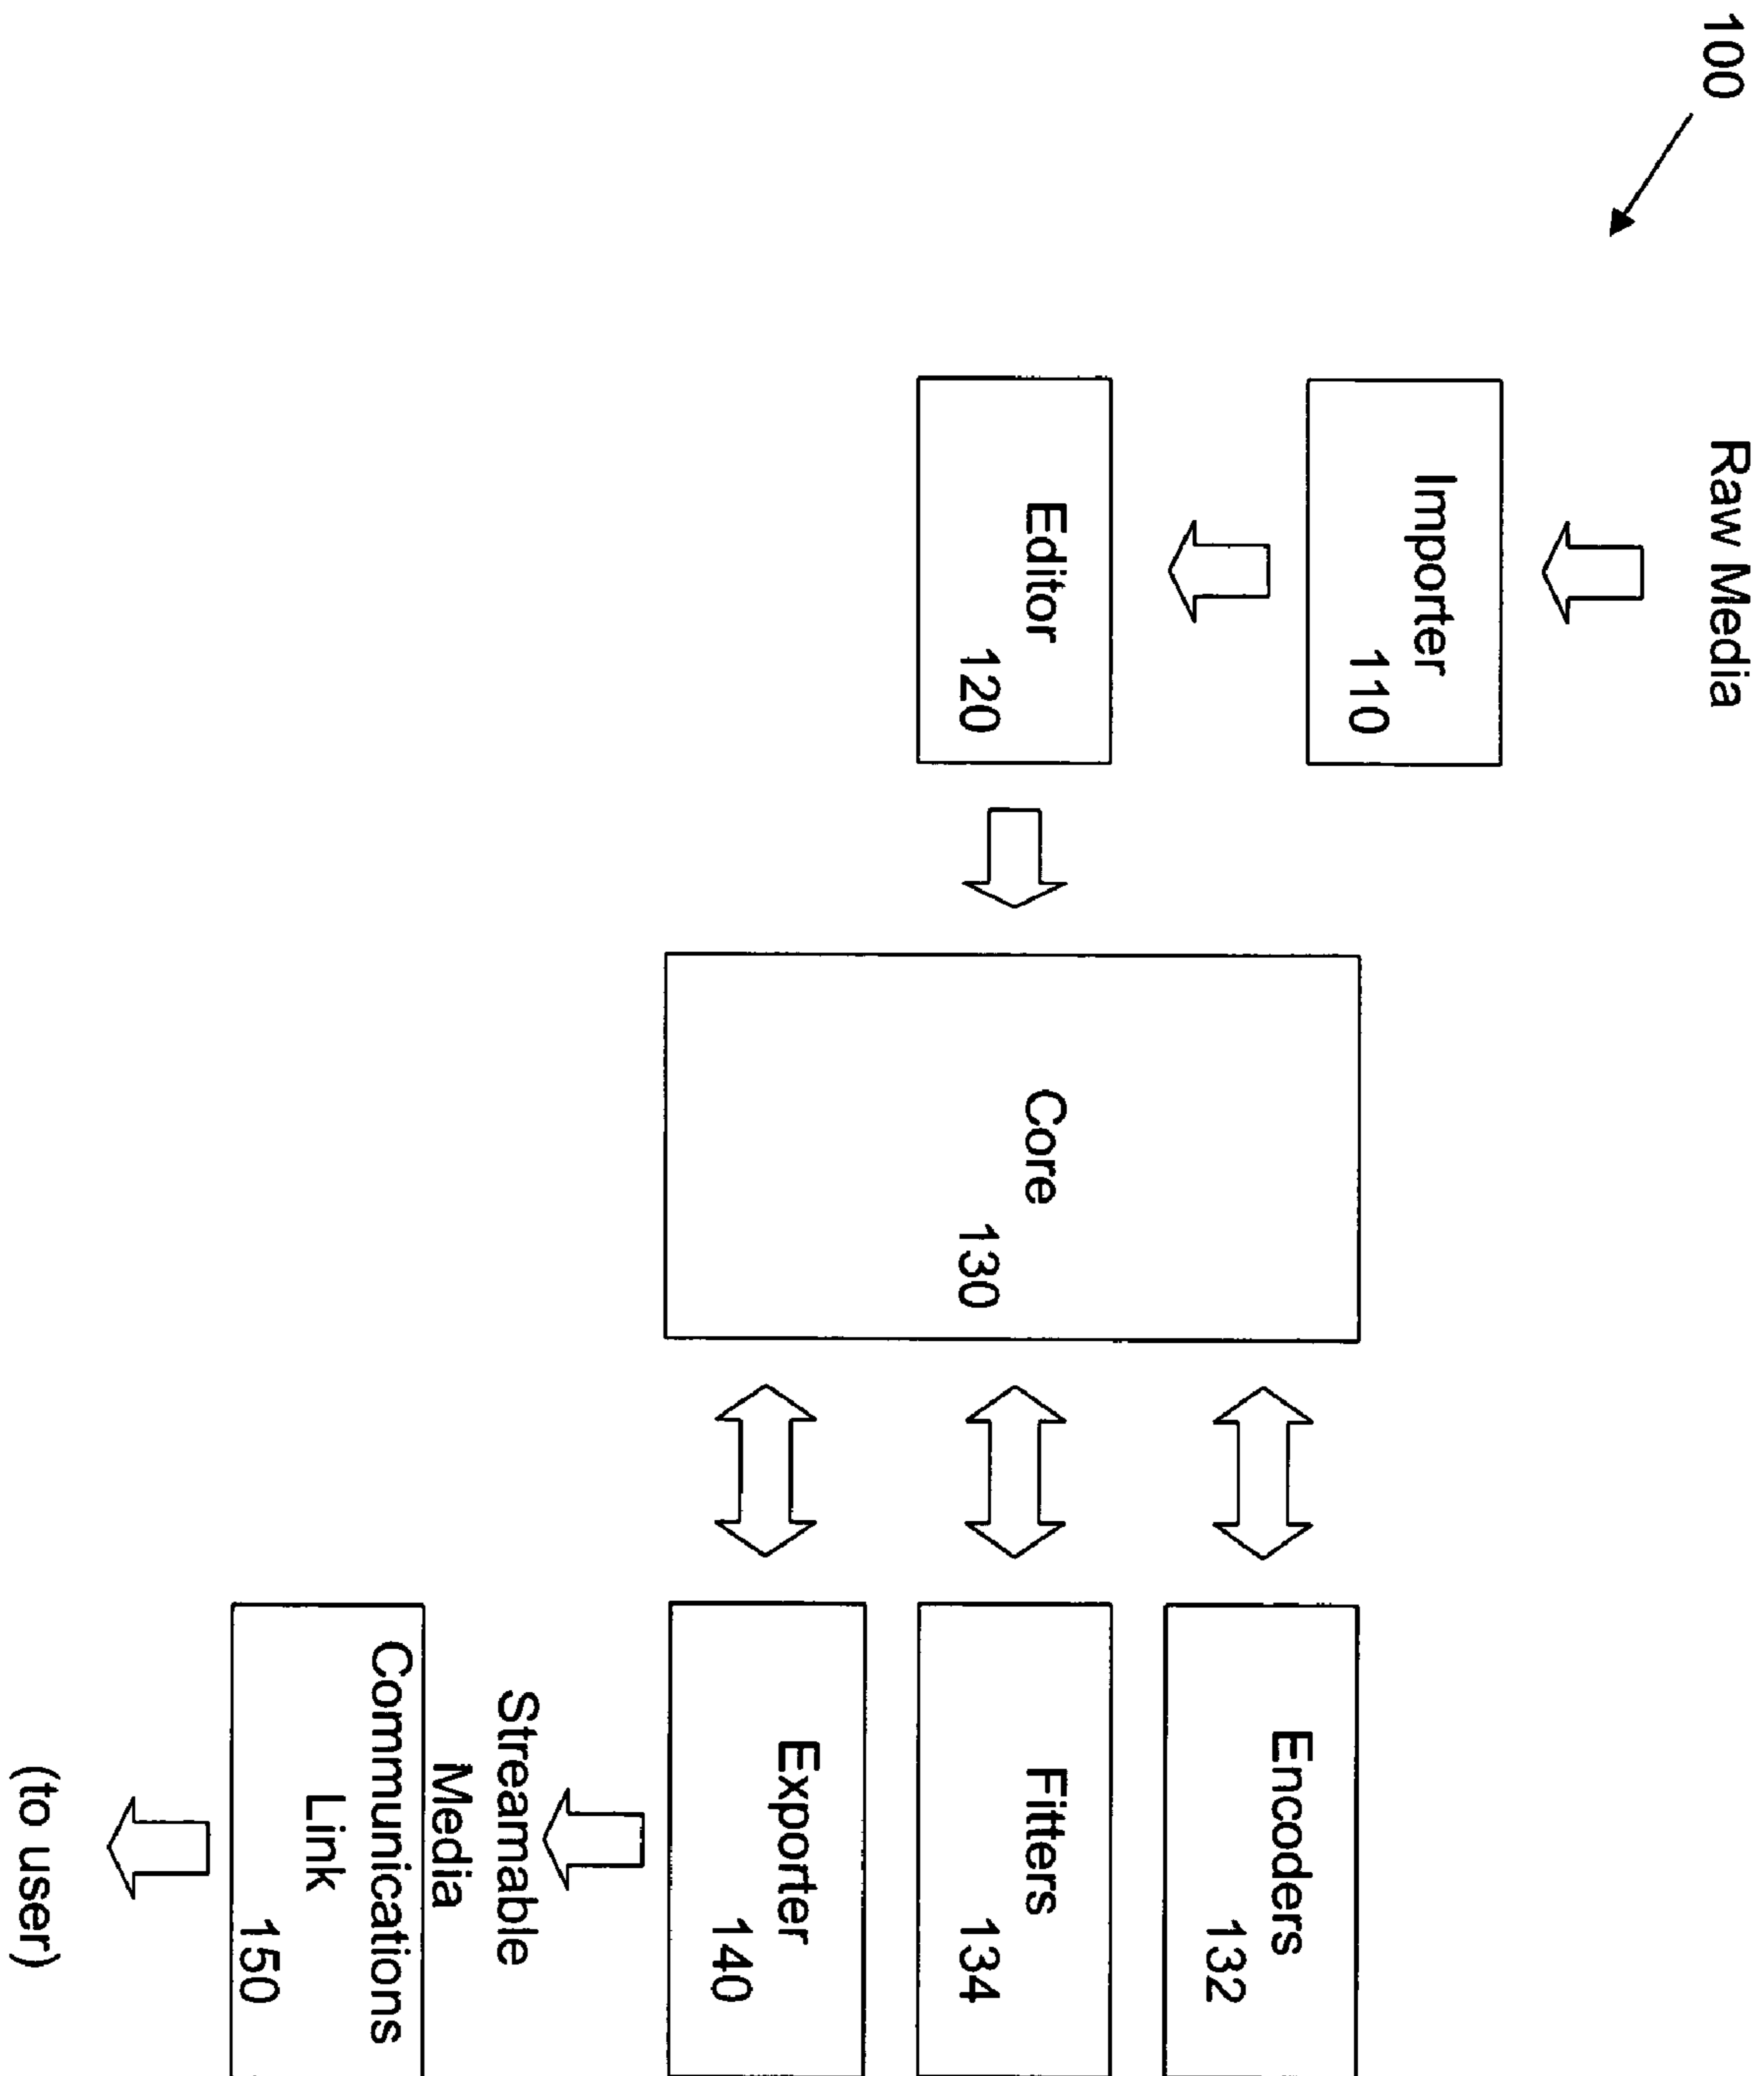 100
Raw Media
Importer
110
Editor
120
Core
130
Encoders
132
Fitters
134
Exporter
140
Streamable
Media
Communications
Link
150
(to user)